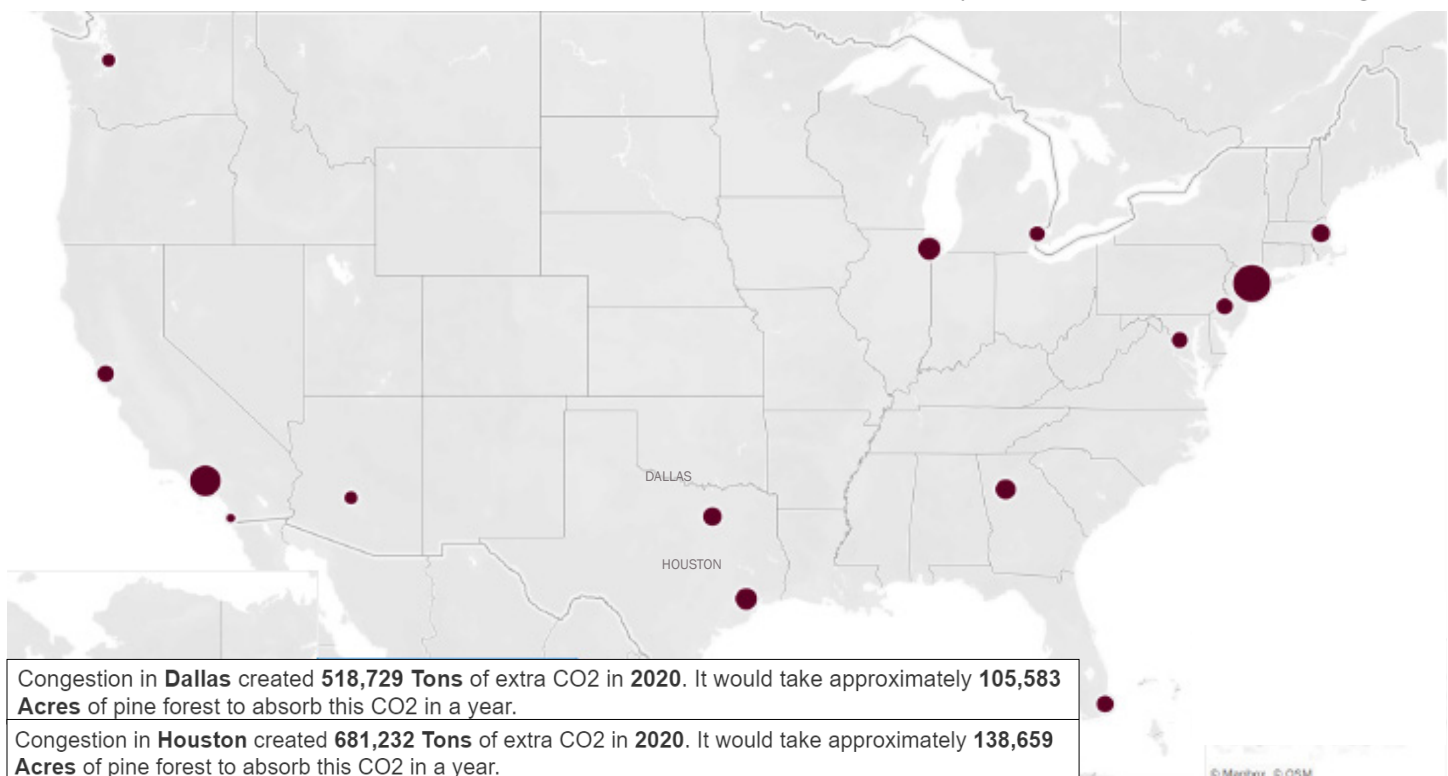 DALLAS
HOUSTON
Congestion in Dallas created 518,729 Tons of extra CO2 in 2020. It would take approximately 105,583
Acres of pine forest to absorb this CO2 in a year.
Congestion in Houston created 681,232 Tons of extra CO2 in 2020. It would take approximately 138,659
Acres of pine forest to absorb this CO2 in a year.
© Mapbox © OSM